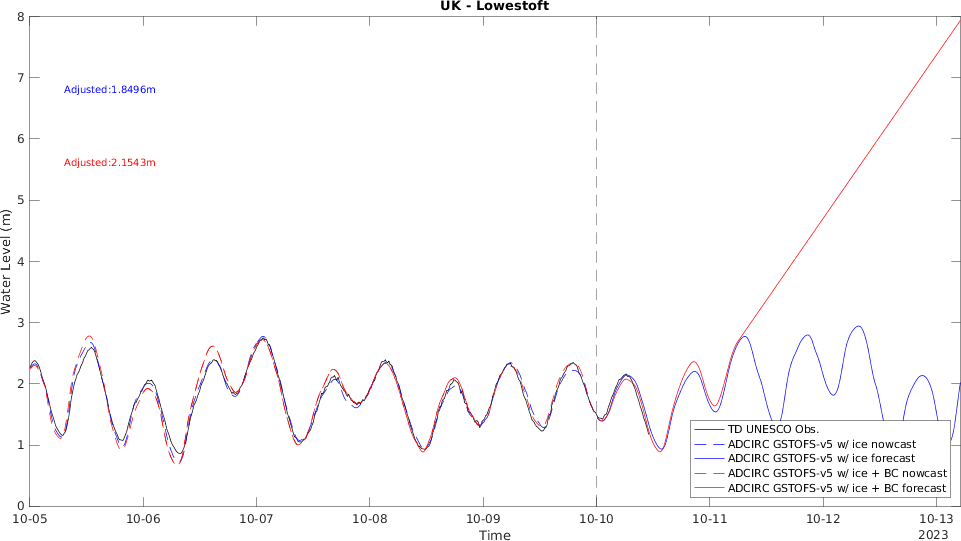 UK - Lowestoft
8
7
6
5
4
3
2
1
0
Water Level (m)
Adjusted:1.8496m
Adjusted:2.1543m
TD UNESCO Obs.
ADCIRC GSTOFS-v5 w/ ice nowcast
ADCIRC GSTOFS-v5 w/ ice forecast
ADCIRC GSTOFS-v5 w/ ice + BC nowcast
ADCIRC GSTOFS-v5 w/ ice + BC forecast
10-05 10-06 10-07 10-08 10-09 10-10 10-11 10-12 10-13
2023
Time